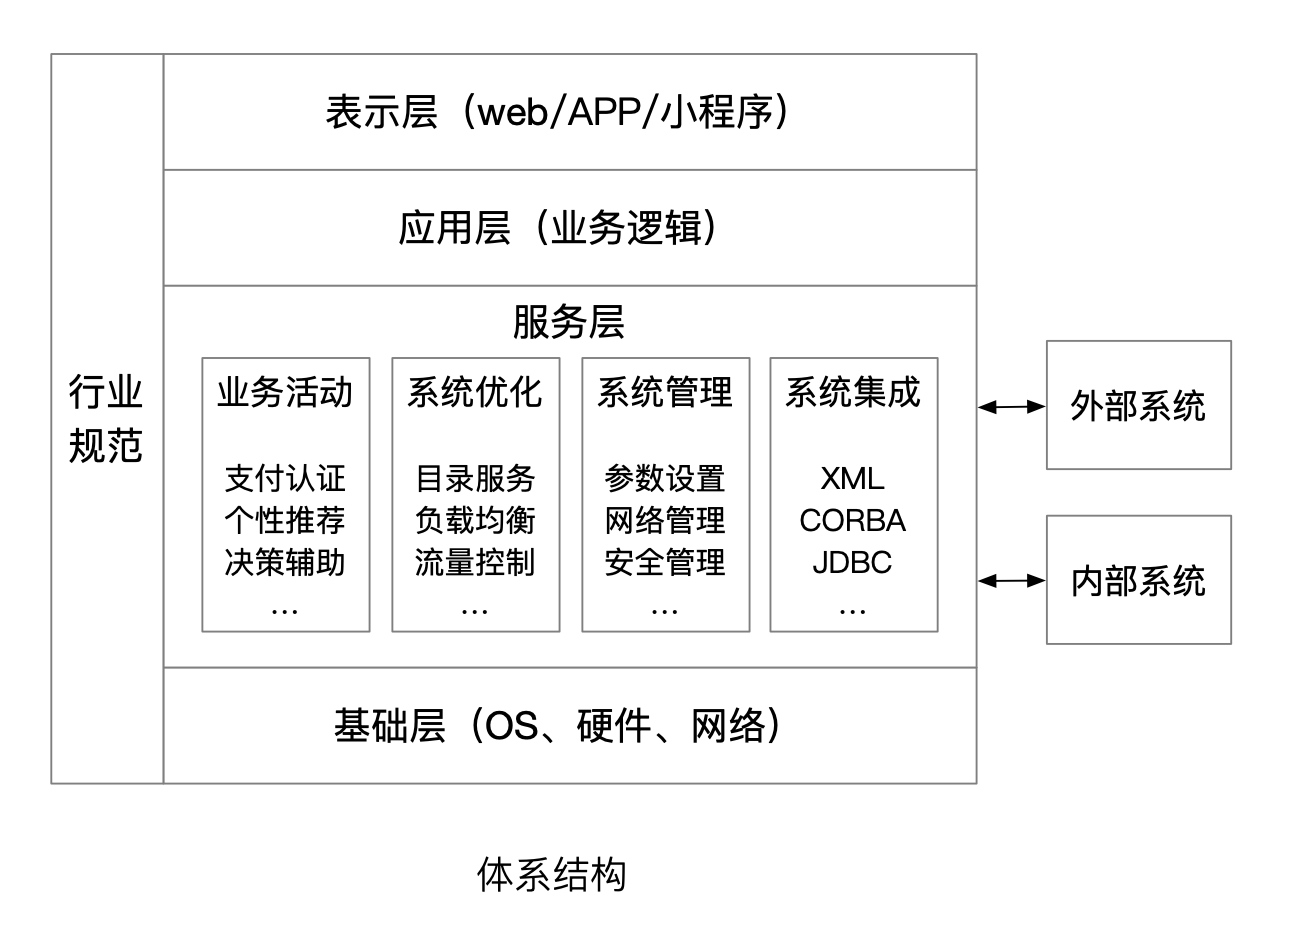 表示层（web/APP/小程序）
应用层（业务逻辑）
行业
规范
服务层
业务活动
支付认证
个性推荐
决策辅助
...
系统优化
目录服务
负载均衡
流量控制
...
系统管理
参数设置
网络管理
安全管理
...
系统集成
XML
CORBA
JDBC
...
外部系统
内部系统
基础层（OS、硬件、网络）
体系结构